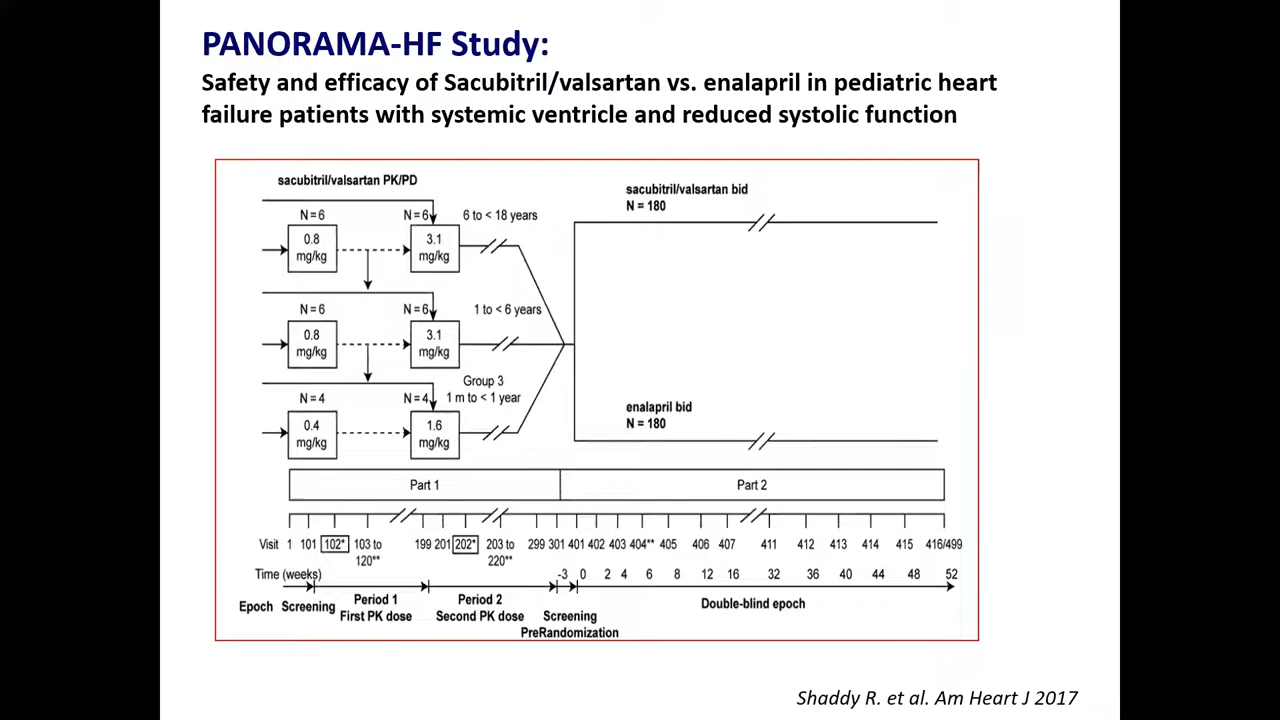 PANORAMA-HF Study:
Safety and efficacy of Sacubitril/valsartan vs. enalapril in pediatric heart
failure patients with systemic ventricle and reduced systolic function
sacubitril/valsartan PK/PD
N = 6
N = 6
6 to < 18 years
0.8
mg/kg
3.1
mg/kg
N = 6
N = 6
1 to < 6 years
0.8
mg/kg
3.1
mg/kg
Group 3
N = 4
N = 4
1 m to < 1 year
0.4
mg/kg
1.6
mg/kg
sacubitril/valsartan bid
N = 180
enalapril bid
N = 180
Part 1
Part 2
Visit 1 101 102* 103 to 199 201 202* 203 to 299 301 401 402 403 404** 405 406 407 411 412 413 414 415 416/499
120** 220**
Time (weeks) -3 0 2 4 6 8 12 16 32 36 40 44 48 52
Epoch Screening
Period 1
First PK dose
Period 2
Second PK dose
Screening
PreRandomization
Double-blind epoch
Shaddy R. et al. Am Heart J 2017